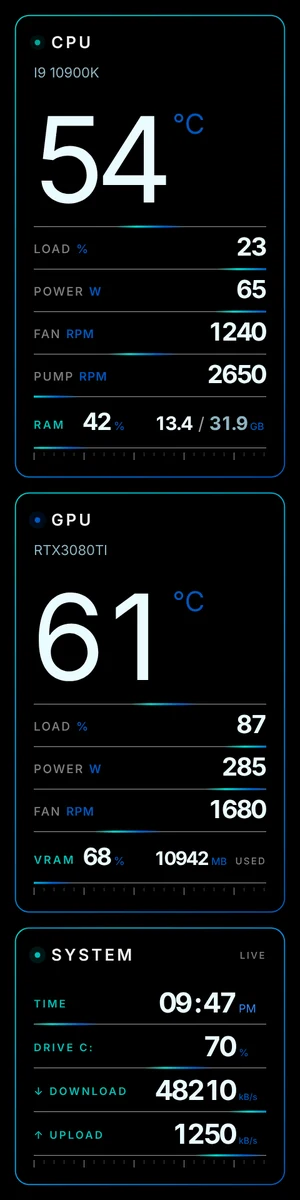 CPU
I9 10900K
54 °C
LOAD % 23
POWER W 65
FAN RPM 1240
PUMP RPM 2650
RAM 42 % 13.4 / 31.9 GB
GPU
RTX3080TI
61 °C
LOAD % 87
POWER W 285
FAN RPM 1680
VRAM 68 % 10942 MB USED
SYSTEM LIVE
TIME 09:47 PM
DRIVE C: 70 %
↓ DOWNLOAD 48210 kB/s
↑ UPLOAD 1250 kB/s